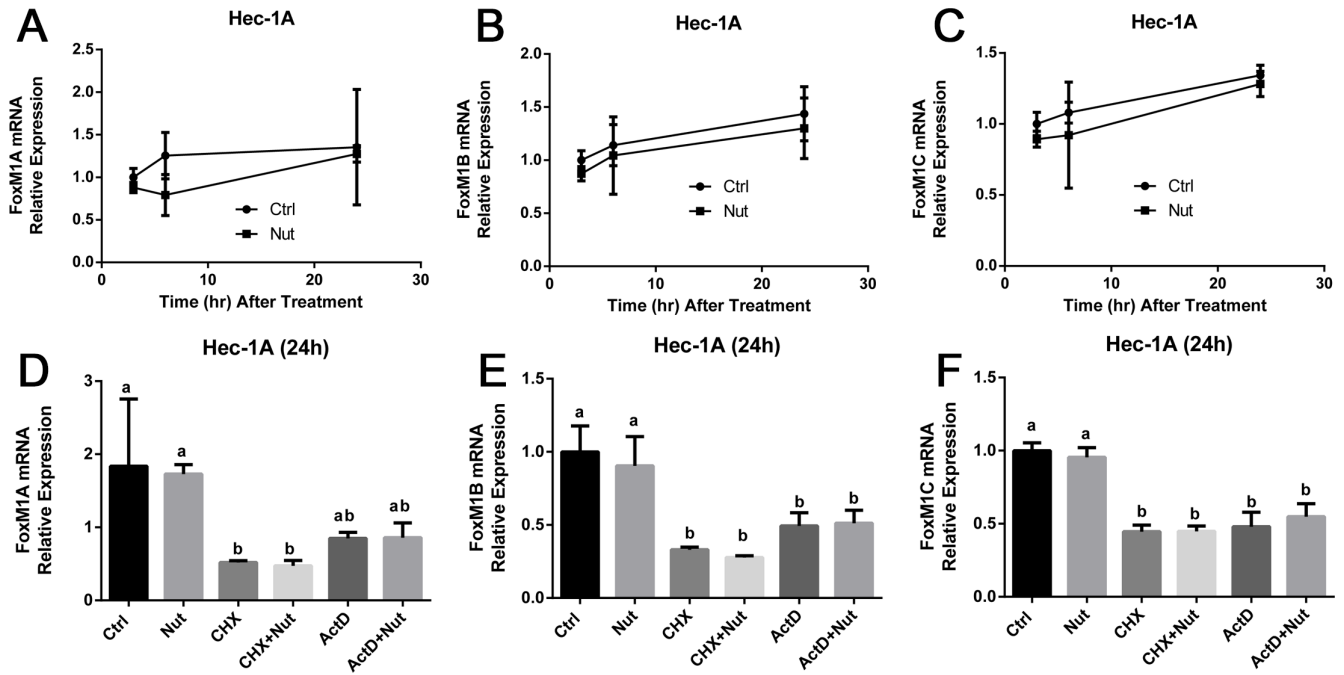 A
Hec-1A
FoxM1A mRNA
Relative Expression
2.5
2.0
1.5
1.0
0.5
0.0
Ctrl
Nut
0
10
20
30
Time (hr) After Treatment
B
Hec-1A
FoxM1B mRNA
Relative Expression
2.0
1.5
1.0
0.5
0.0
Ctrl
Nut
0
10
20
30
Time (hr) After Treatment
C
Hec-1A
FoxM1C mRNA
Relative Expression
1.5
1.0
0.5
0.0
Ctrl
Nut
0
10
20
30
Time (hr) After Treatment
D
Hec-1A (24h)
FoxM1A mRNA
Relative Expression
3
2
1
0
a
a
b
b
ab
ab
Ctrl
Nut
CHX
CHX+Nut
ActD
ActD+Nut
E
Hec-1A (24h)
FoxM1B mRNA
Relative Expression
1.5
1.0
0.5
0.0
a
a
b
b
b
b
Ctrl
Nut
CHX
CHX+Nut
ActD
ActD+Nut
F
Hec-1A (24h)
FoxM1C mRNA
Relative Expression
1.5
1.0
0.5
0.0
a
a
b
b
b
b
Ctrl
Nut
CHX
CHX+Nut
ActD
ActD+Nut